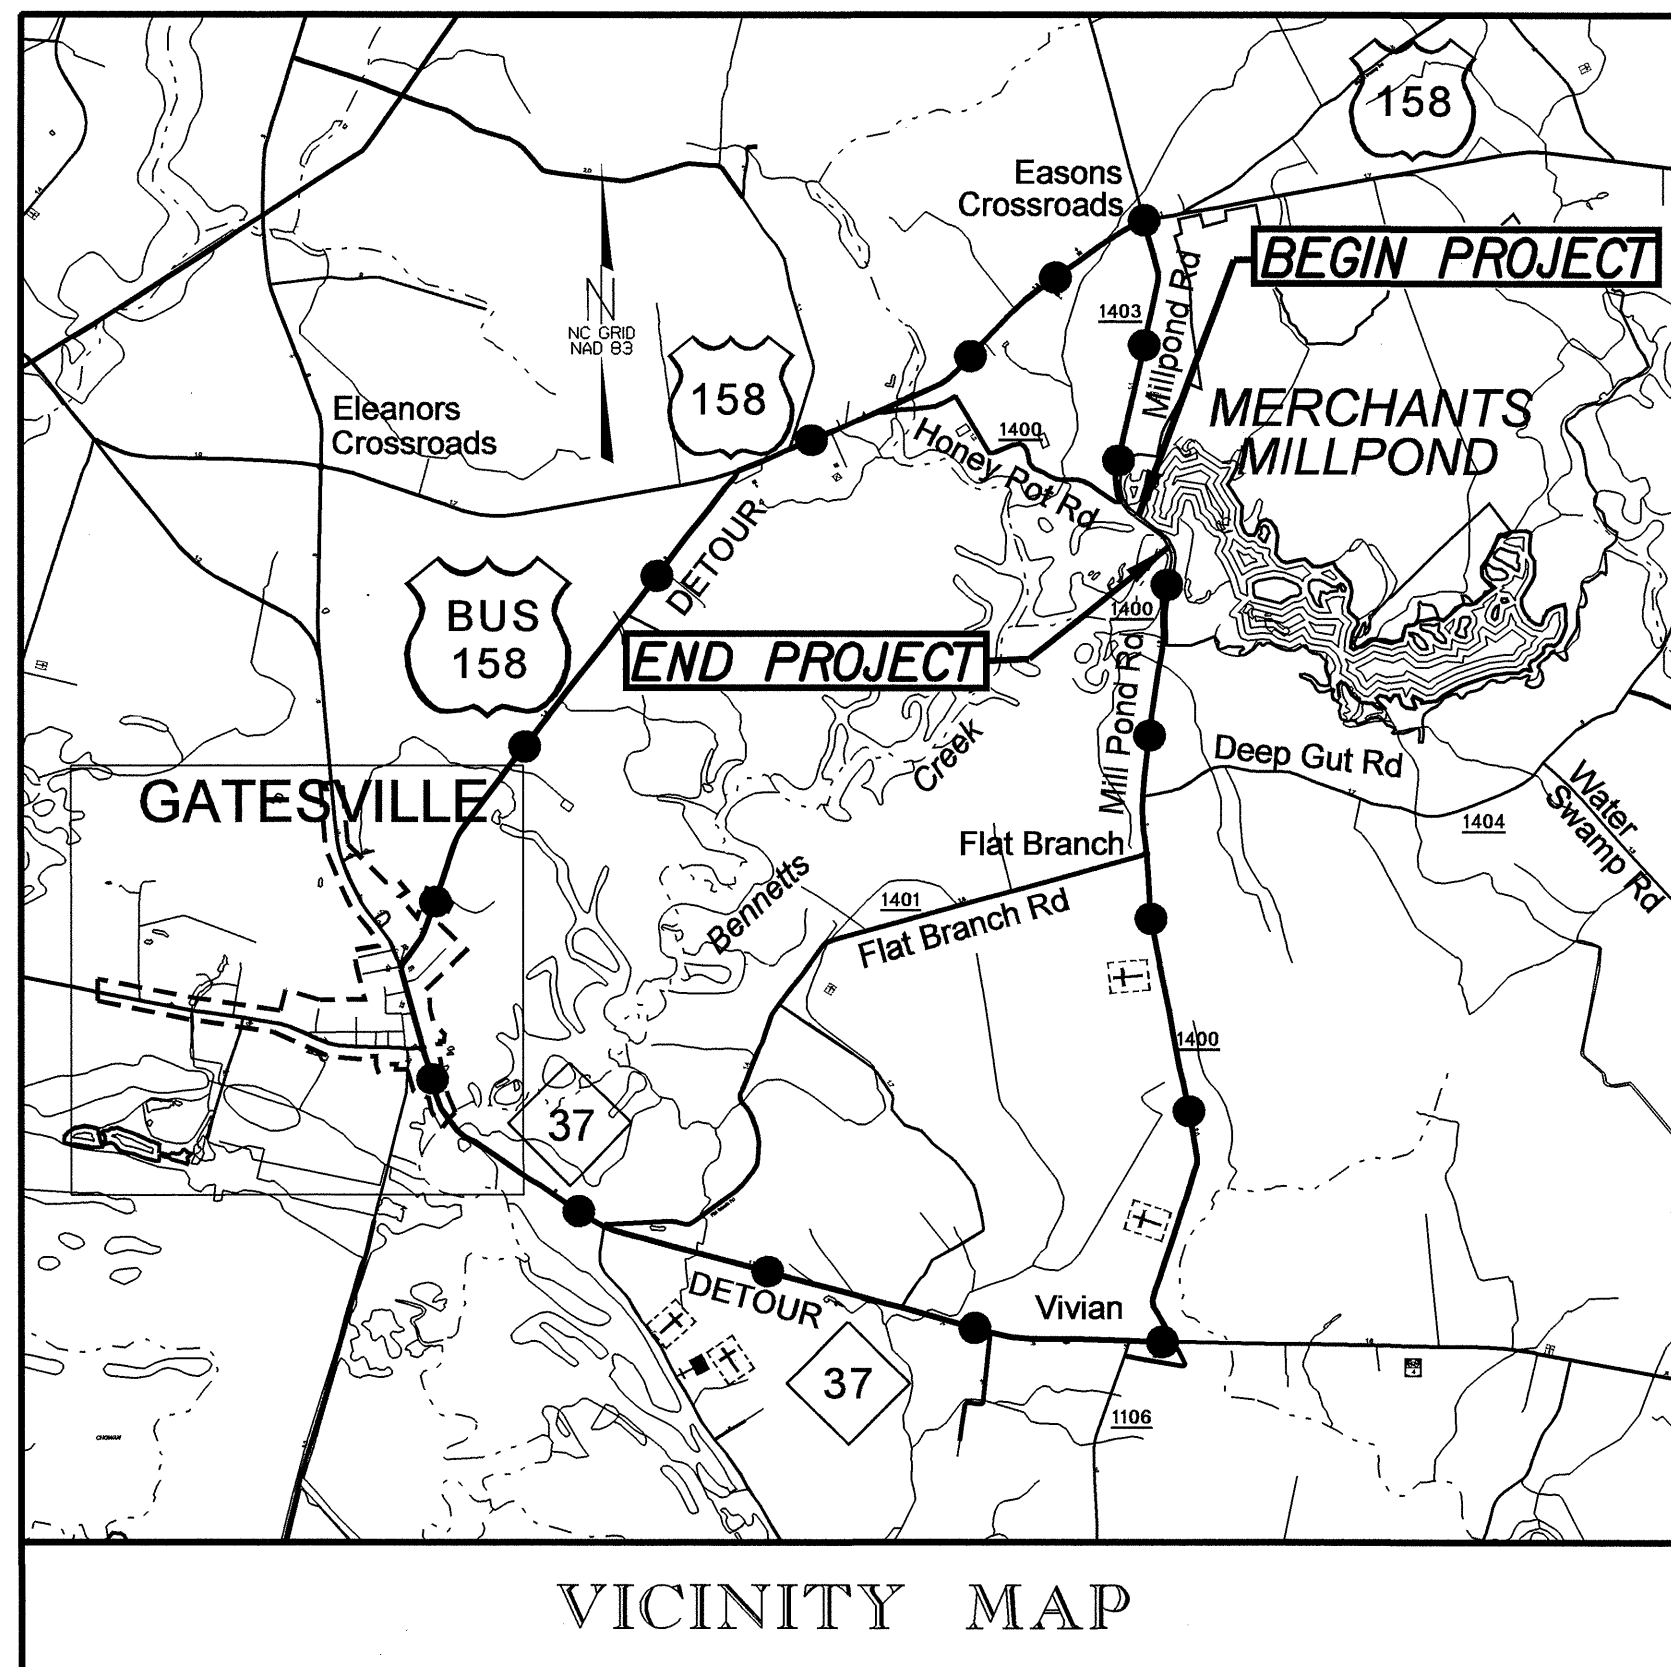 158
Easons
Crossroads
BEGIN PROJECT
1403
Millpond Rd
N
NC GRID
NAD 83
158
MERCHANTS
MILLPOND
Eleanors
Crossroads
Honey Pot Rd
1400
DETOUR
BUS
158
END PROJECT
1400
Mill Pond Rd
Creek
Deep Gut Rd
Water
Swamp Rd
1404
GATESVILLE
Flat Branch
1401
Flat Branch Rd
Bennetts
1400
37
DETOUR
Vivian
37
1106
CHOWAN
VICINITY MAP